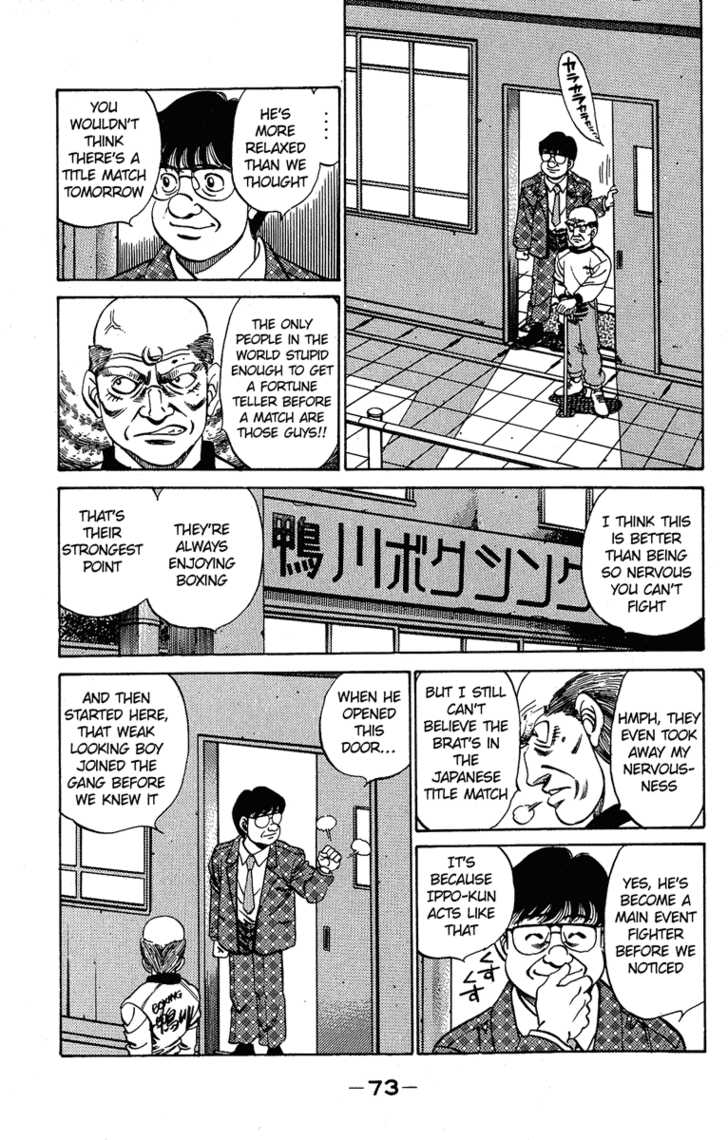 ガラガラガラ…
HE'S
MORE
RELAXED
THAN WE
THOUGHT
YOU
WOULDN'T
THINK
THERE'S A
TITLE MATCH
TOMORROW
THE ONLY
PEOPLE IN THE
WORLD STUPID
ENOUGH TO GET
A FORTUNE
TELLER BEFORE
A MATCH ARE
THOSE GUYS!!
I THINK THIS
IS BETTER
THAN BEING
SO NERVOUS
YOU CAN'T
FIGHT
鴨川ボクシング
THEY'RE
ALWAYS
ENJOYING
BOXING
THAT'S
THEIR
STRONGEST
POINT
HMPH, THEY
EVEN TOOK
AWAY MY
NERVOUS-
NESS
BUT I STILL
CAN'T
BELIEVE THE
BRAT'S IN
THE
JAPANESE
TITLE MATCH
YES, HE'S
BECOME A
MAIN EVENT
FIGHTER
BEFORE WE
NOTICED
IT'S
BECAUSE
IPPO-KUN
ACTS LIKE
THAT
くすくす
WHEN HE
OPENED
THIS
DOOR...
AND THEN
STARTED HERE,
THAT WEAK
LOOKING BOY
JOINED THE
GANG BEFORE
WE KNEW IT
BOXING
-73-